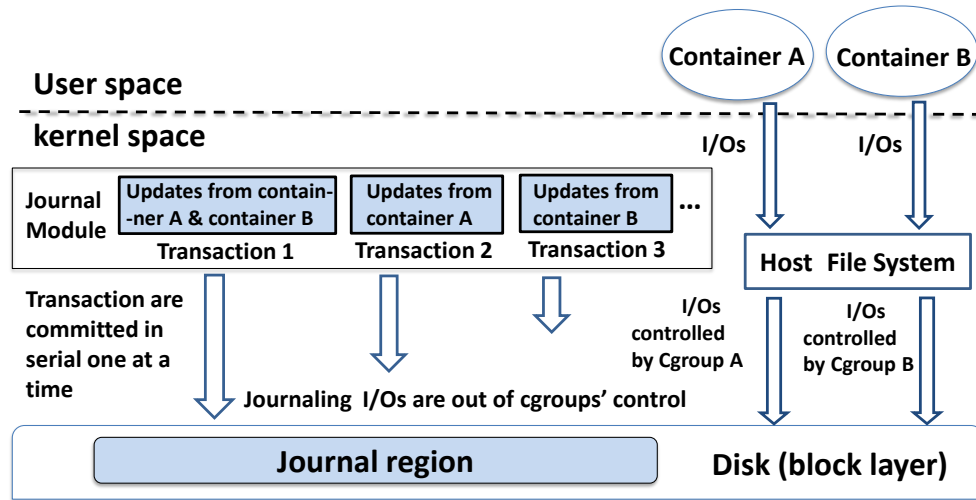 Container A
Container B
User space
kernel space
I/Os
I/Os
Journal
Module
Updates from contain-
-ner A & container B
Transaction 1
Updates from
container A
Transaction 2
Updates from
container B
Transaction 3
...
Host File System
Transaction are
committed in
serial one at a
time
I/Os
controlled
by Cgroup A
I/Os
controlled
by Cgroup B
Journaling I/Os are out of cgroups' control
Journal region
Disk (block layer)